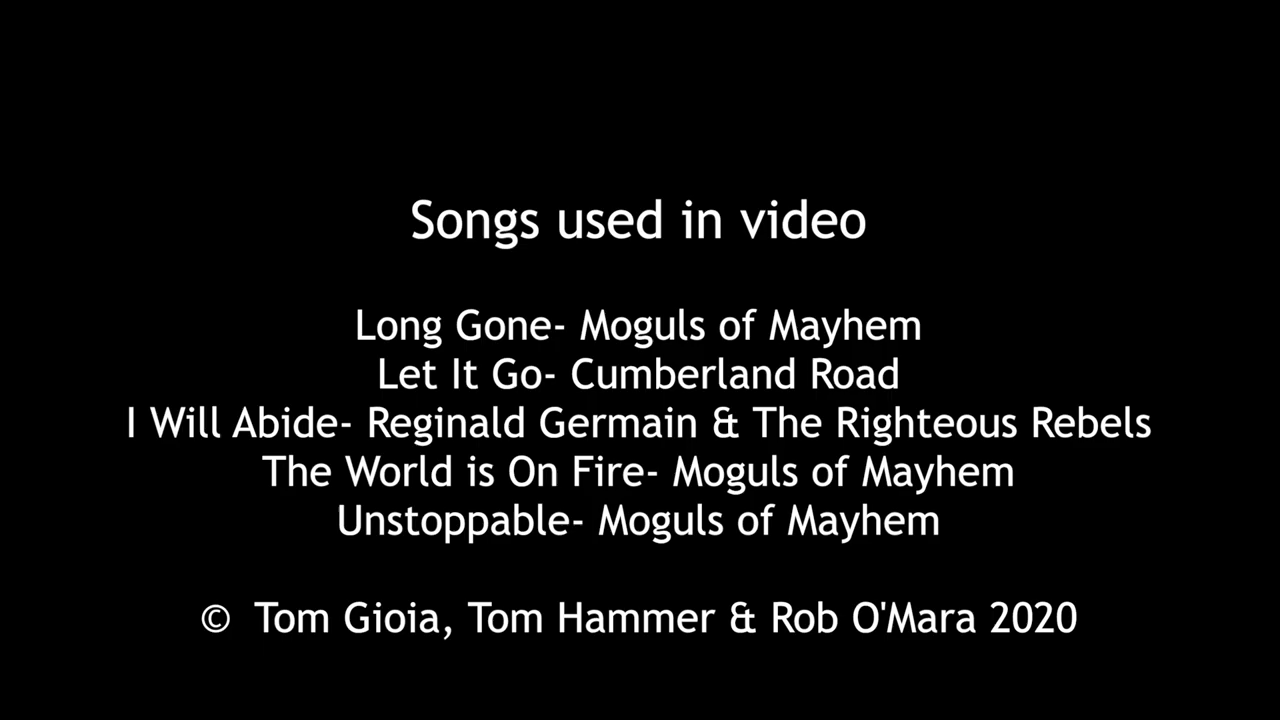 Songs used in video
Long Gone- Moguls of Mayhem
Let It Go- Cumberland Road
I Will Abide- Reginald Germain & The Righteous Rebels
The World is On Fire- Moguls of Mayhem
Unstoppable- Moguls of Mayhem
© Tom Gioia, Tom Hammer & Rob O'Mara 2020